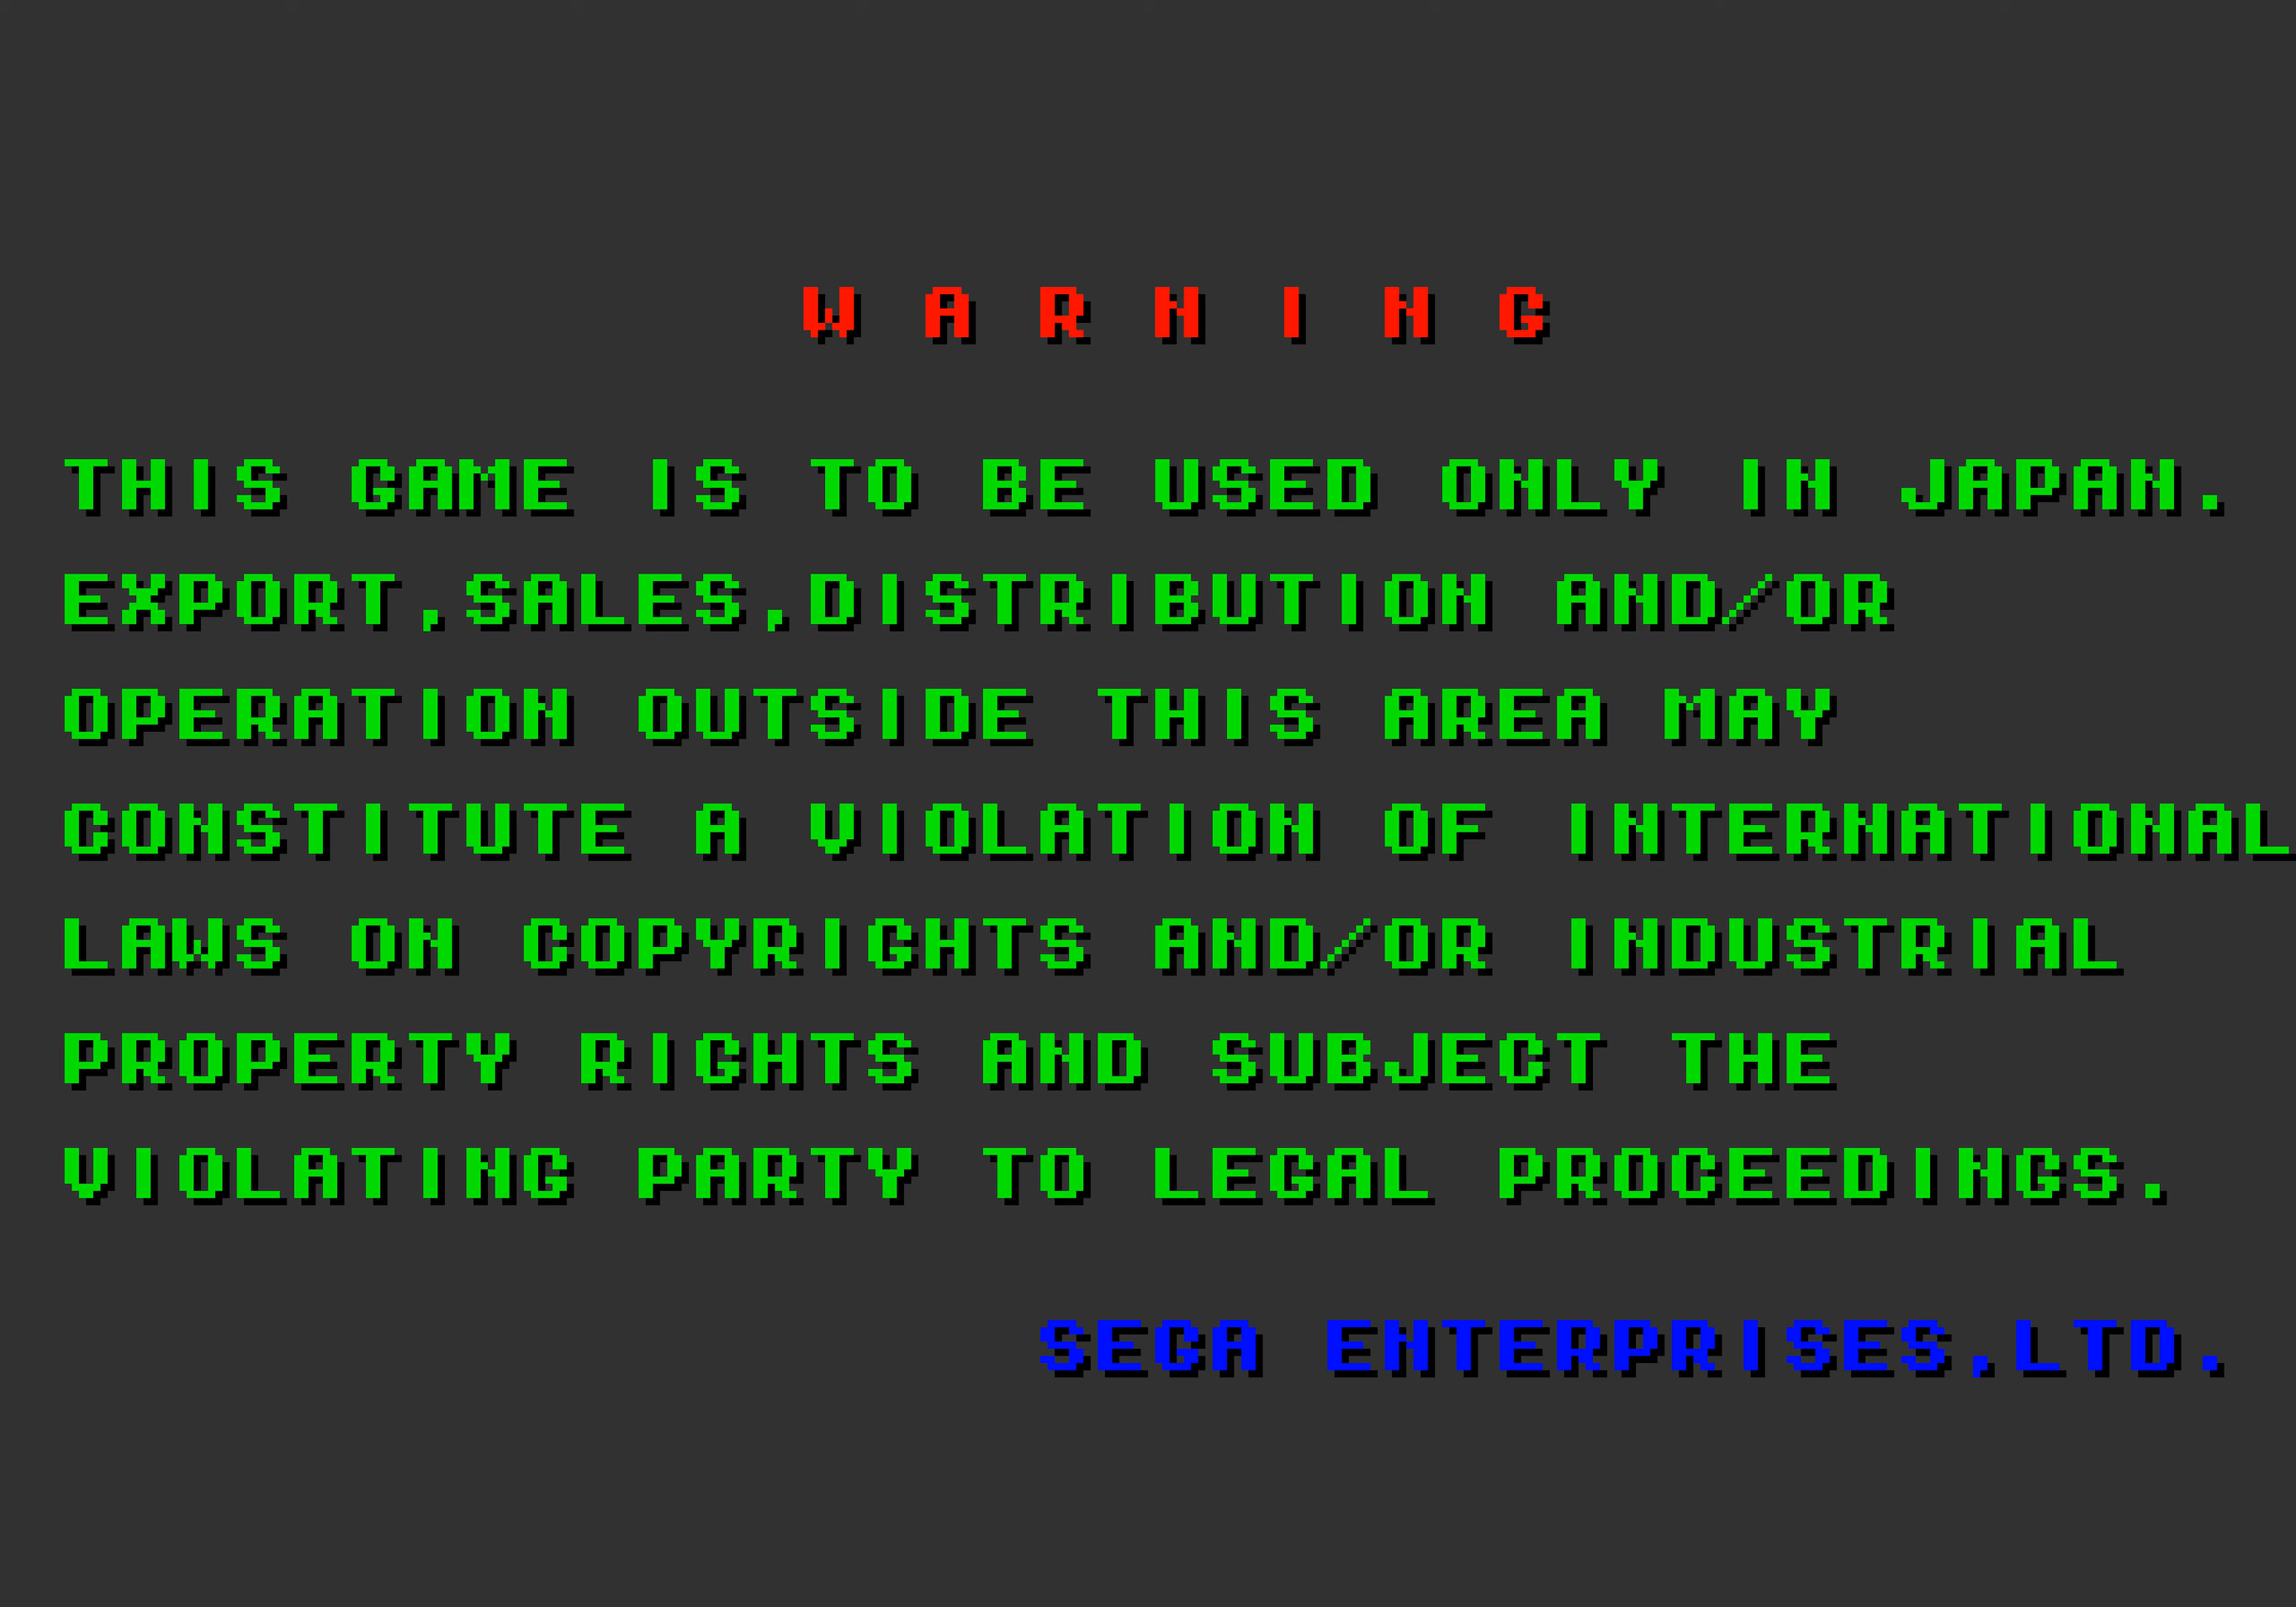 W A R N I N G
THIS GAME IS TO BE USED ONLY IN JAPAN.
EXPORT,SALES,DISTRIBUTION AND/OR
OPERATION OUTSIDE THIS AREA MAY
CONSTITUTE A VIOLATION OF INTERNATIONAL
LAWS ON COPYRIGHTS AND/OR INDUSTRIAL
PROPERTY RIGHTS AND SUBJECT THE
VIOLATING PARTY TO LEGAL PROCEEDINGS.
SEGA ENTERPRISES,LTD.